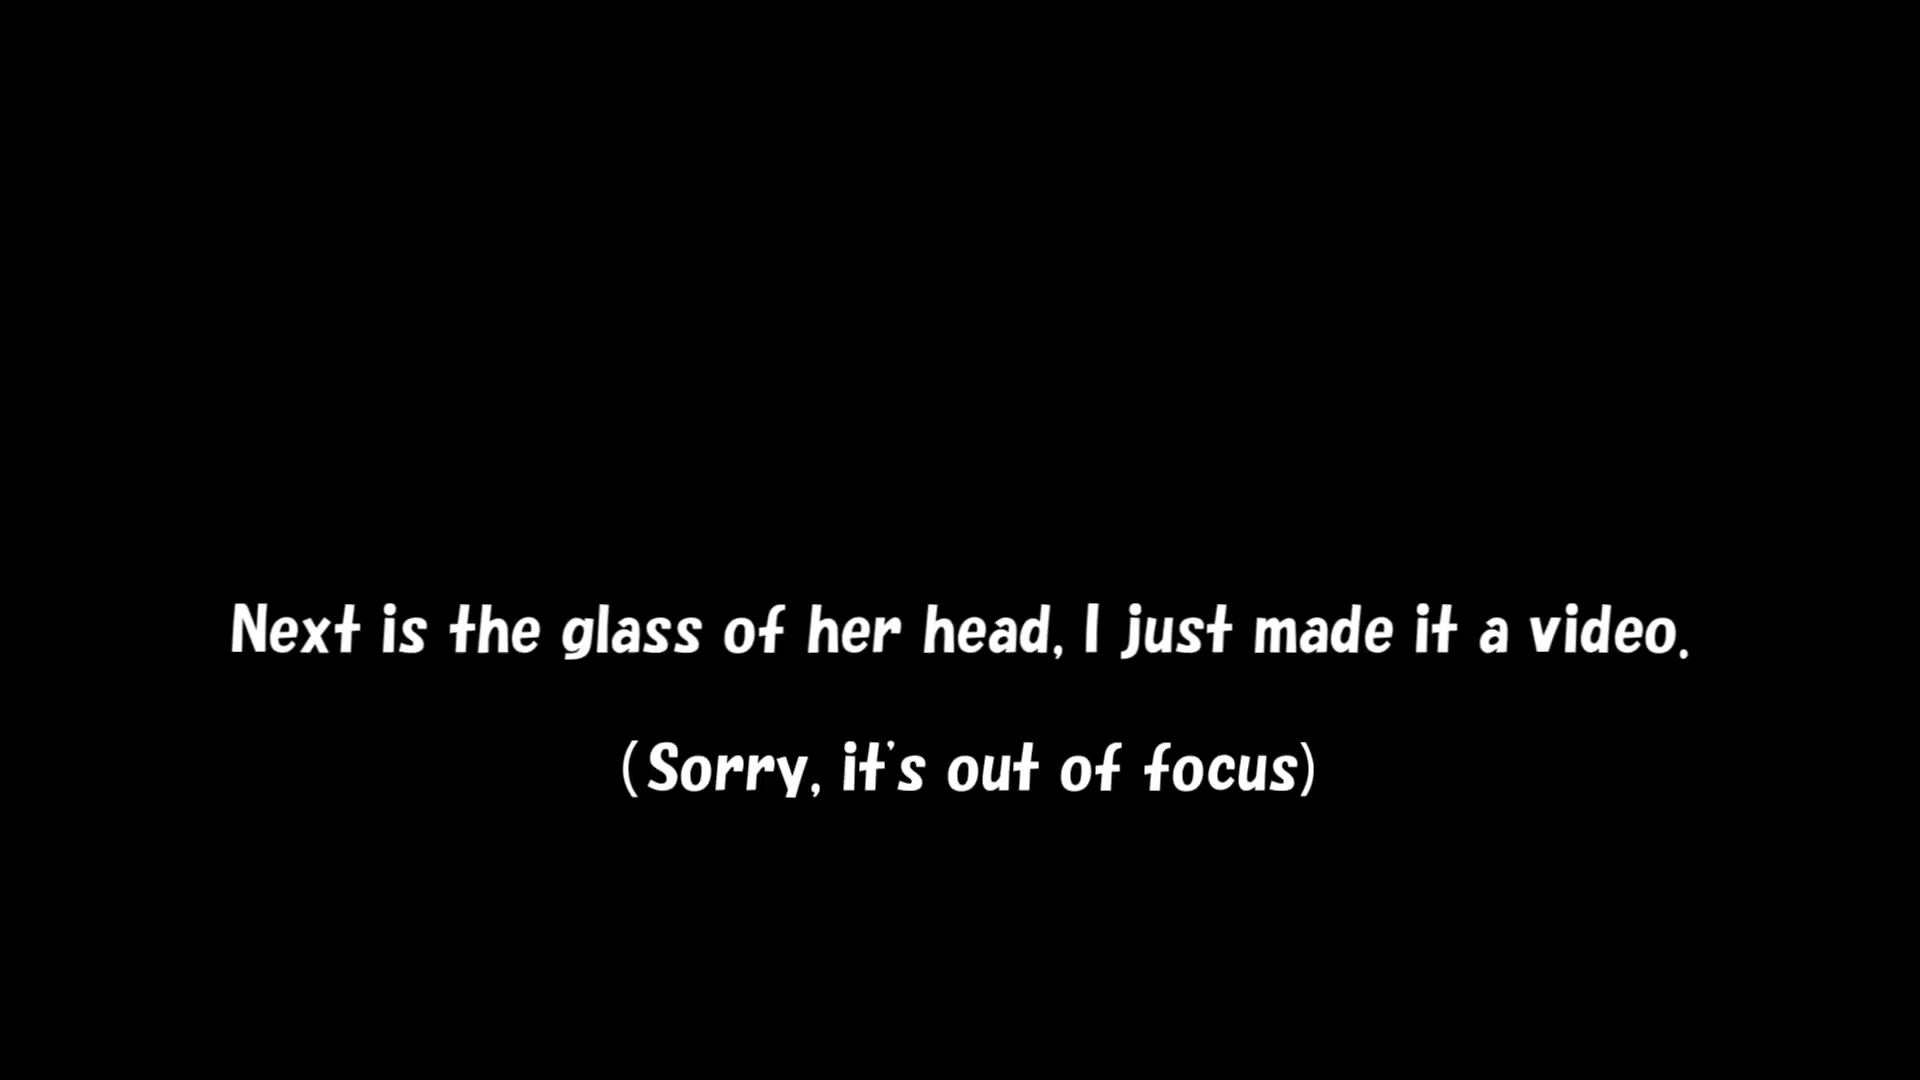 Next is the glass of her head, I just made it a video.
(Sorry, it's out of focus)